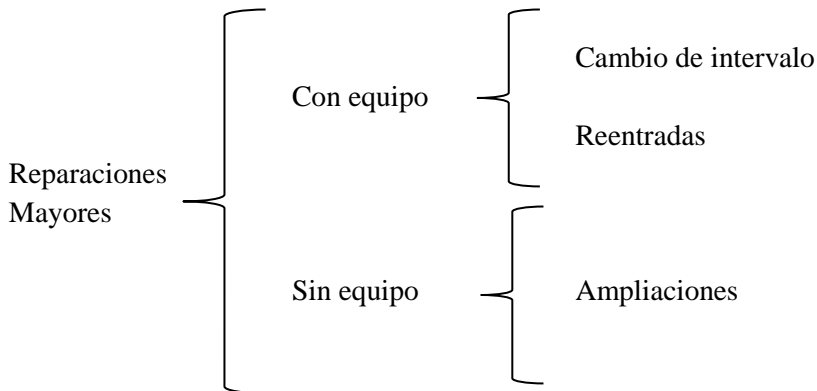 Reparaciones
Mayores
Con equipo
Cambio de intervalo
Reentradas
Sin equipo
Ampliaciones